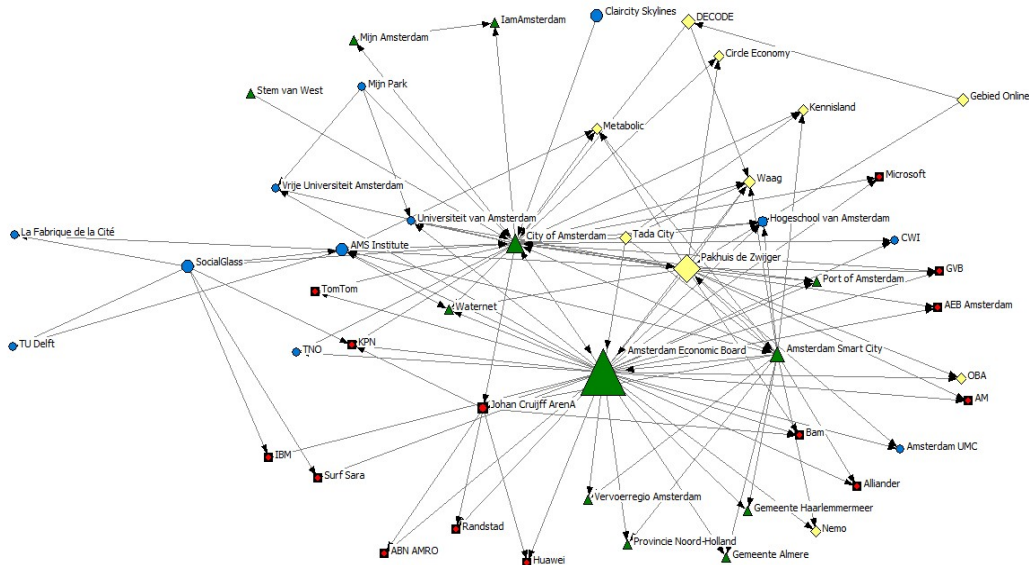 Claircity Skylines
DECODE
IamAmsterdam
Mijn Amsterdam
Circle Economy
Mijn Park
Stem van West
Gebied Online
Kennisland
Metabolic
Waag
Microsoft
Vrije Universiteit Amsterdam
Universiteit van Amsterdam
Hogeschool van Amsterdam
La Fabrique de la Cité
City of Amsterdam
Tada City
CWI
AMS Institute
Pakhuis de Zwijger
SocialGlass
GVB
Port of Amsterdam
TomTom
Waternet
AEB Amsterdam
TU Delft
TNO
KPN
Amsterdam Economic Board
Amsterdam Smart City
OBA
AM
Johan Cruijff ArenA
Bam
Amsterdam UMC
IBM
Surf Sara
Alliander
Vervoerregio Amsterdam
Gemeente Haarlemmermeer
Randstad
Nemo
Provincie Noord-Holland
ABN AMRO
Huawei
Gemeente Almere